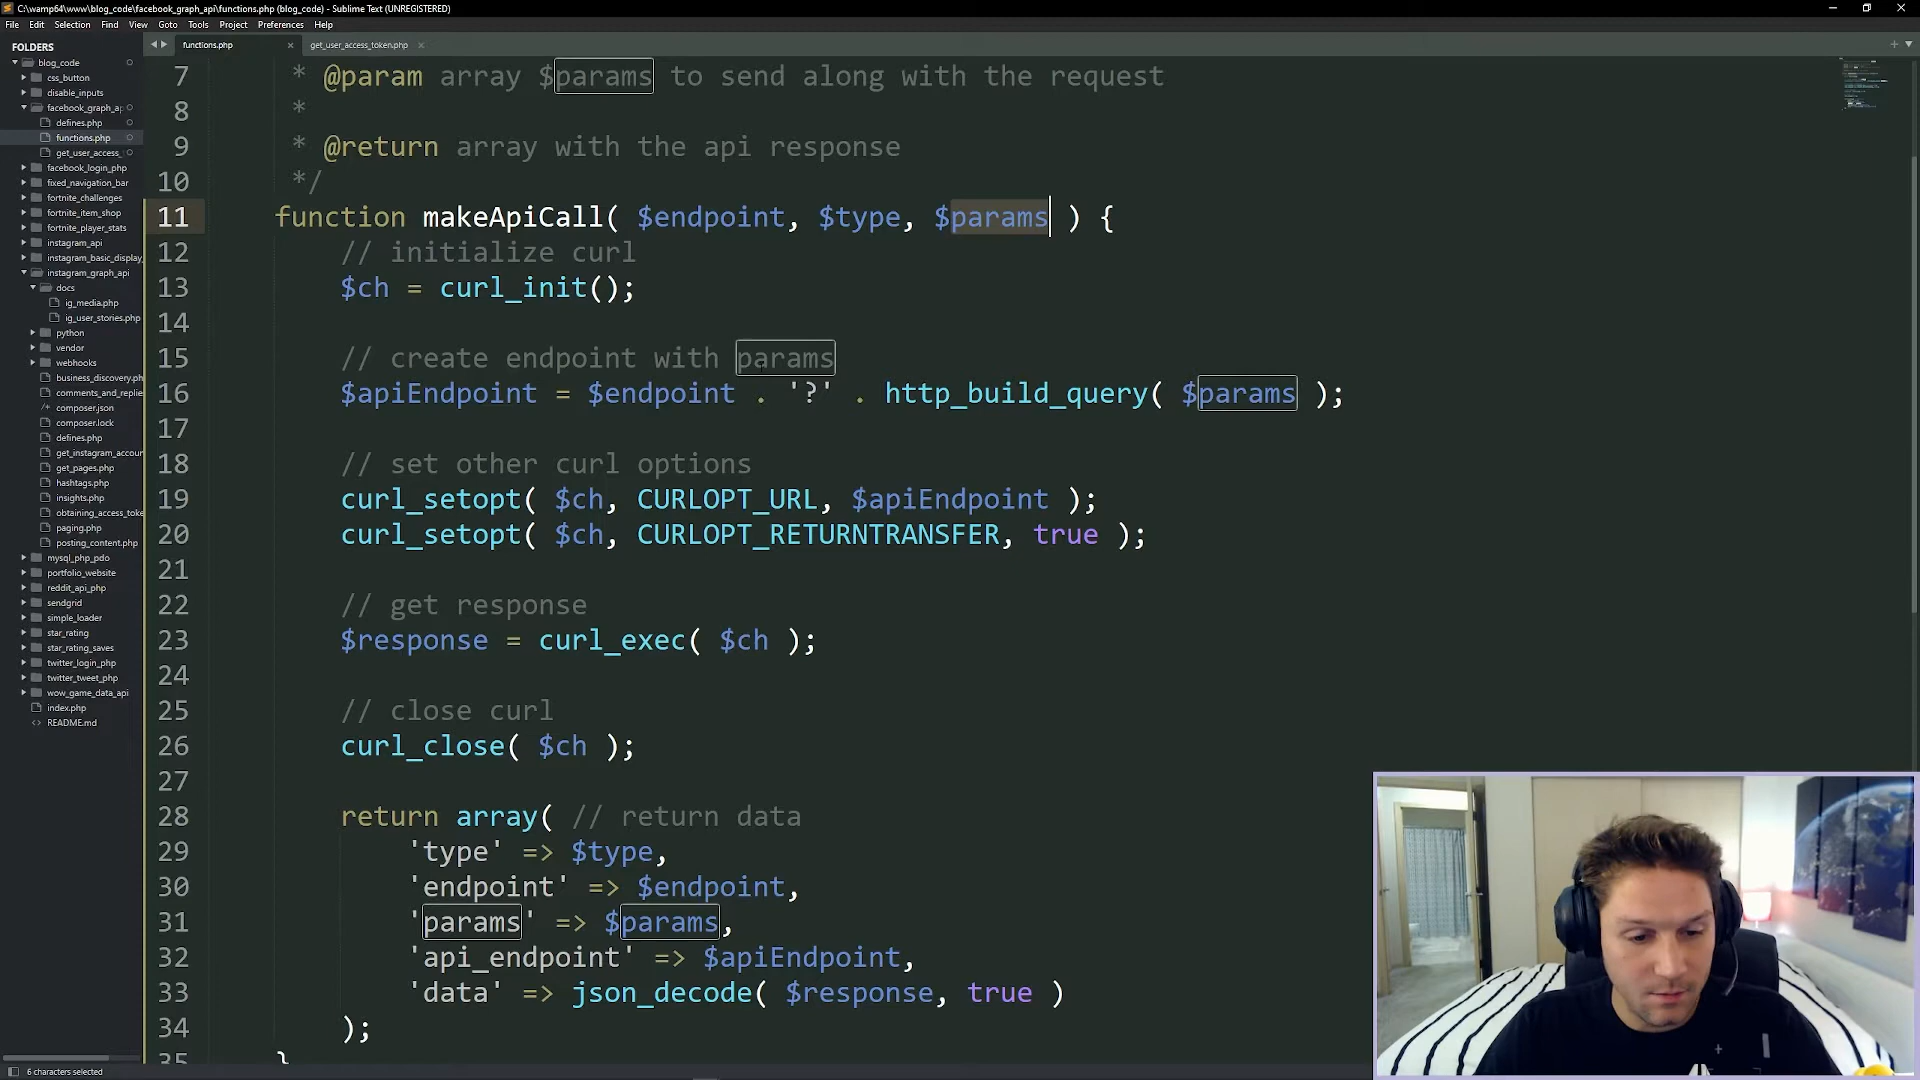 C:\wamp64\www\blog_code\facebook_graph_api\functions.php (blog_code) - Sublime Text (UNREGISTERED)
File Edit Selection Find View Goto Tools Project Preferences Help
FOLDERS
blog_code
css_button
disable_inputs
facebook_graph_ap
defines.php
functions.php
get_user_access_
facebook_login_php
fixed_navigation_bar
fortnite_challenges
fortnite_item_shop
fortnite_player_stats
instagram_api
instagram_basic_display_
instagram_graph_api
docs
ig_media.php
ig_user_stories.php
python
vendor
webhooks
business_discovery.ph
comments_and_replie
composer.json
composer.lock
defines.php
get_instagram_accour
get_pages.php
hashtags.php
insights.php
obtaining_access_toke
paging.php
posting_content.php
mysql_php_pdo
portfolio_website
reddit_api_php
sendgrid
simple_loader
star_rating
star_rating_saves
twitter_login_php
twitter_tweet_php
wow_game_data_api
index.php
README.md
functions.php get_user_access_token.php
7 * @param array $params to send along with the request
8 *
9 * @return array with the api response
10 */
11 function makeApiCall( $endpoint, $type, $params ) {
12 // initialize curl
13 $ch = curl_init();
14
15 // create endpoint with params
16 $apiEndpoint = $endpoint . '?' . http_build_query( $params );
17
18 // set other curl options
19 curl_setopt( $ch, CURLOPT_URL, $apiEndpoint );
20 curl_setopt( $ch, CURLOPT_RETURNTRANSFER, true );
21
22 // get response
23 $response = curl_exec( $ch );
24
25 // close curl
26 curl_close( $ch );
27
28 return array( // return data
29 'type' => $type,
30 'endpoint' => $endpoint,
31 'params' => $params,
32 'api_endpoint' => $apiEndpoint,
33 'data' => json_decode( $response, true )
34 );
35 }
6 characters selected